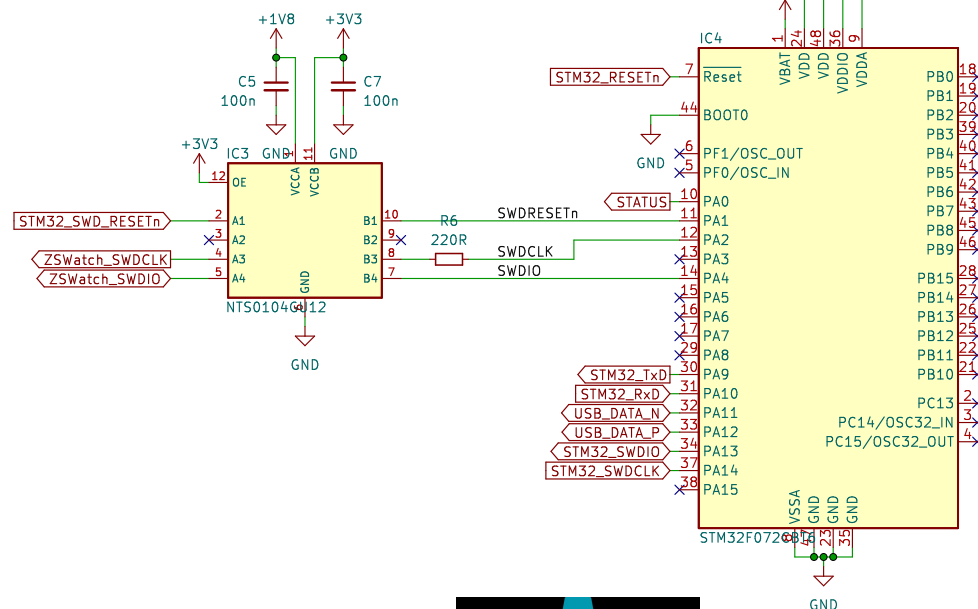 +1V8
+3V3
C5
100n
C7
100n
GND
GND
+3V3
IC3
1
11
VCCA
VCCB
12
OE
STM32_SWD_RESETn
2
A1
B1
10
3
A2
B2
9
ZSWatch_SWDCLK
4
A3
B3
8
ZSWatch_SWDIO
5
A4
B4
7
GND
6
NTS0104GU12
GND
SWDRESETn
R6
220R
SWDCLK
SWDIO
IC4
1
24
48
36
9
VBAT
VDD
VDD
VDDIO
VDDA
STM32_RESETn
7
Reset
44
BOOT0
GND
6
PF1/OSC_OUT
5
PF0/OSC_IN
STATUS
10
PA0
11
PA1
12
PA2
13
PA3
14
PA4
15
PA5
16
PA6
17
PA7
29
PA8
STM32_TxD
30
PA9
STM32_RxD
31
PA10
USB_DATA_N
32
PA11
USB_DATA_P
33
PA12
STM32_SWDIO
34
PA13
STM32_SWDCLK
37
PA14
38
PA15
PB0
18
PB1
19
PB2
20
PB3
39
PB4
40
PB5
41
PB6
42
PB7
43
PB8
45
PB9
46
PB15
28
PB14
27
PB13
26
PB12
25
PB11
22
PB10
21
PC13
2
PC14/OSC32_IN
3
PC15/OSC32_OUT
4
VSSA
GND
GND
GND
8
47
23
35
GND